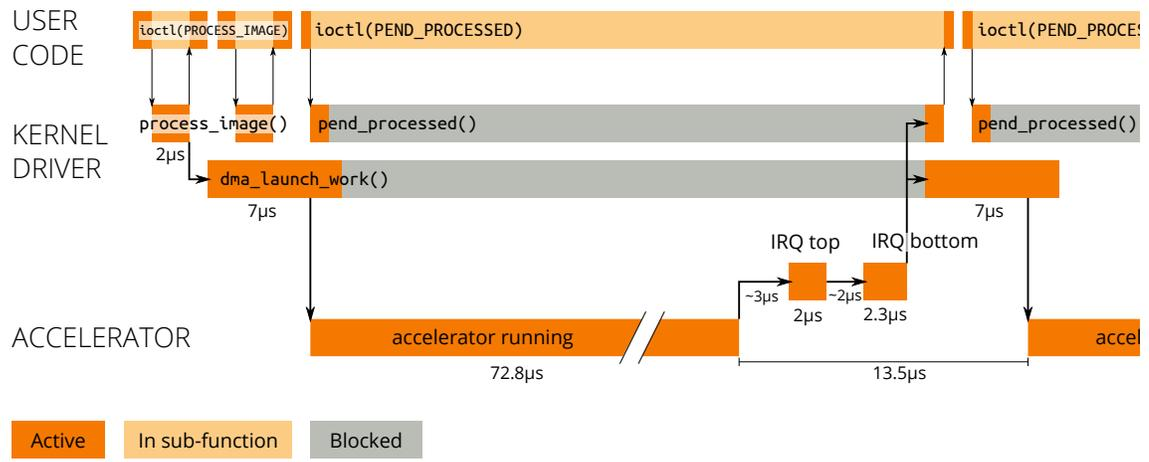 USER
CODE
ioctl(PROCESS_IMAGE)
ioctl(PEND_PROCESSED)
ioctl(PEND_PROCES
KERNEL
DRIVER
process_image()
pend_processed()
pend_processed()
2µs
dma_launch_work()
7µs
7µs
IRQ top
IRQ bottom
~3µs
~2µs
2µs
2.3µs
ACCELERATOR
accelerator running
accel
72.8µs
13.5µs
Active
In sub-function
Blocked